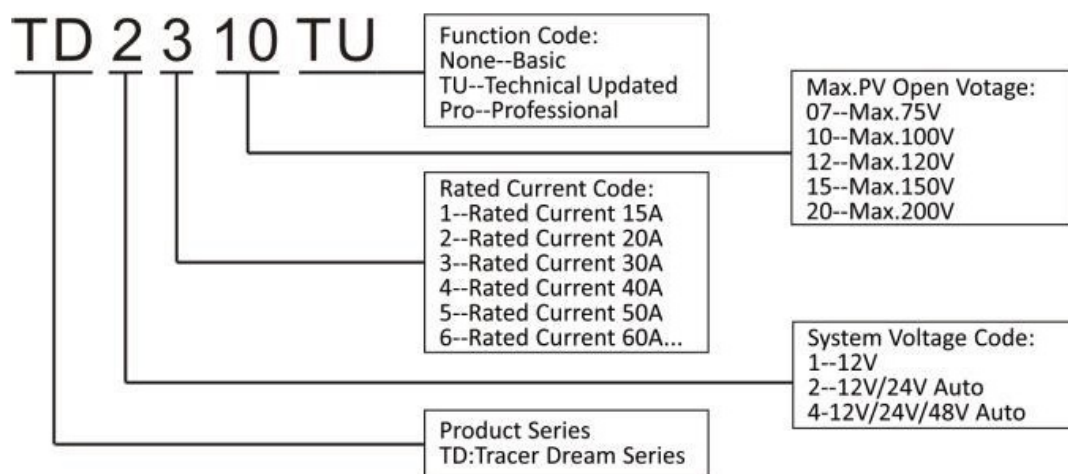 TD 2 3 10 TU
Function Code:
None--Basic
TU--Technical Updated
Pro--Professional
Max.PV Open Votage:
07--Max.75V
10--Max.100V
12--Max.120V
15--Max.150V
20--Max.200V
Rated Current Code:
1--Rated Current 15A
2--Rated Current 20A
3--Rated Current 30A
4--Rated Current 40A
5--Rated Current 50A
6--Rated Current 60A...
System Voltage Code:
1--12V
2--12V/24V Auto
4-12V/24V/48V Auto
Product Series
TD:Tracer Dream Series